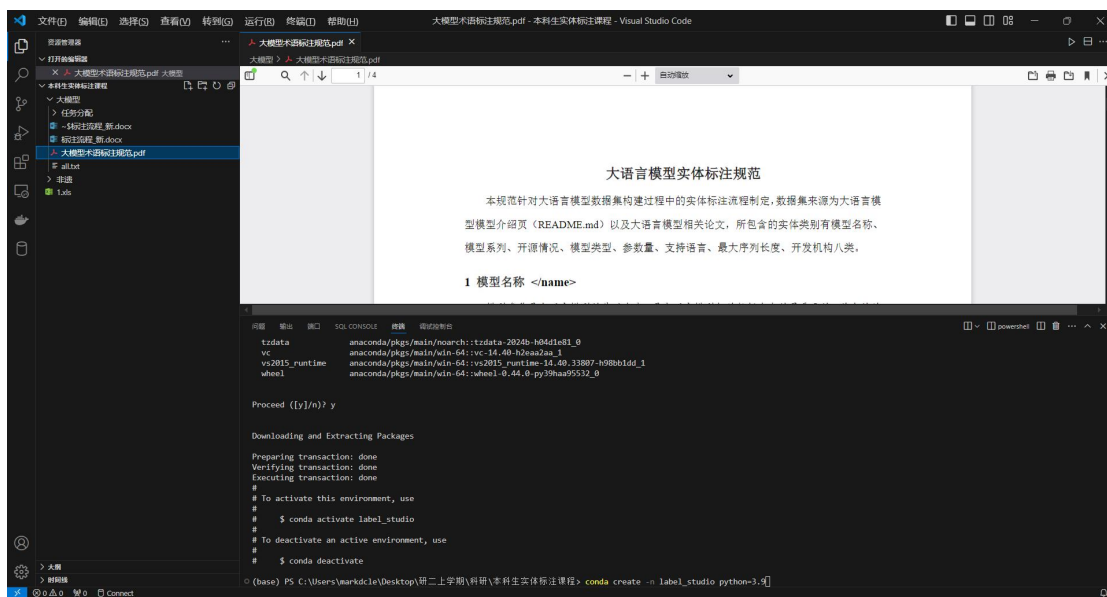 文件(F) 编辑(E) 选择(S) 查看(V) 转到(G) 运行(R) 终端(T) 帮助(H) 大模型术语标注规范.pdf - 本科生实体标注课程 - Visual Studio Code
资源管理器
打开的编辑器
大模型术语标注规范.pdf 大模型
本科生实体标注课程
大模型
任务分配
~$标注流程_新.docx
标注流程_新.docx
大模型术语标注规范.pdf
all.txt
非遗
1.xls
大纲
时间线
大模型术语标注规范.pdf
大模型 > 大模型术语标注规范.pdf
1 / 4 自动缩放
大语言模型实体标注规范
本规范针对大语言模型数据集构建过程中的实体标注流程制定,数据集来源为大语言模
型模型介绍页(README.md)以及大语言模型相关论文,所包含的实体类别有模型名称、
模型系列、开源情况、模型类型、参数量、支持语言、最大序列长度、开发机构八类。
1 模型名称 </name>
问题 输出 端口 SQL CONSOLE 终端 调试控制台 powershell
tzdata anaconda/pkgs/main/noarch::tzdata-2024b-h04d1e81_0
vc anaconda/pkgs/main/win-64::vc-14.40-h2eaa2aa_1
vs2015_runtime anaconda/pkgs/main/win-64::vs2015_runtime-14.40.33807-h98bb1dd_1
wheel anaconda/pkgs/main/win-64::wheel-0.44.0-py39haa95532_0
Proceed ([y]/n)? y
Downloading and Extracting Packages
Preparing transaction: done
Verifying transaction: done
Executing transaction: done
#
# To activate this environment, use
#
# $ conda activate label_studio
#
# To deactivate an active environment, use
#
# $ conda deactivate
(base) PS C:\Users\markdcle\Desktop\研二上学期\科研\本科生实体标注课程> conda create -n label_studio python=3.9
0 0 0 Connect